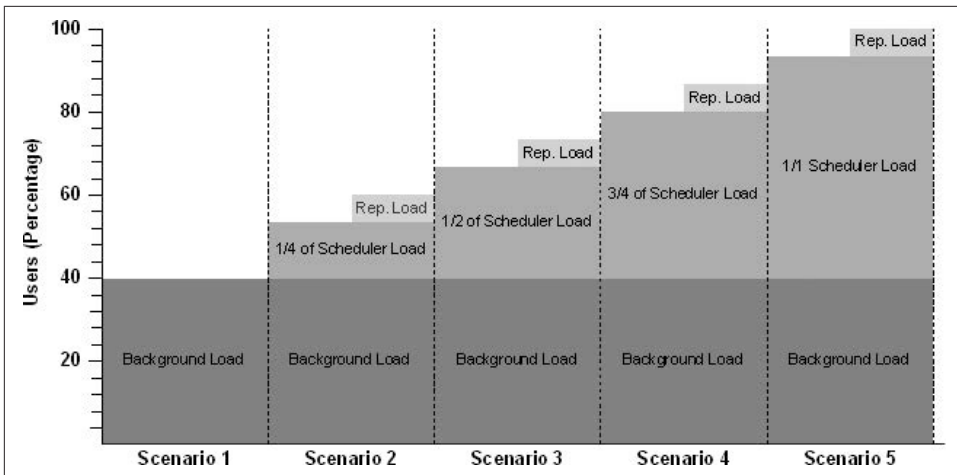 Users (Percentage)
100
80
60
40
20
Rep. Load
Rep. Load
Rep. Load
Rep. Load
1/4 of Scheduler Load
1/2 of Scheduler Load
3/4 of Scheduler Load
1/1 Scheduler Load
Background Load
Background Load
Background Load
Background Load
Background Load
Scenario 1
Scenario 2
Scenario 3
Scenario 4
Scenario 5